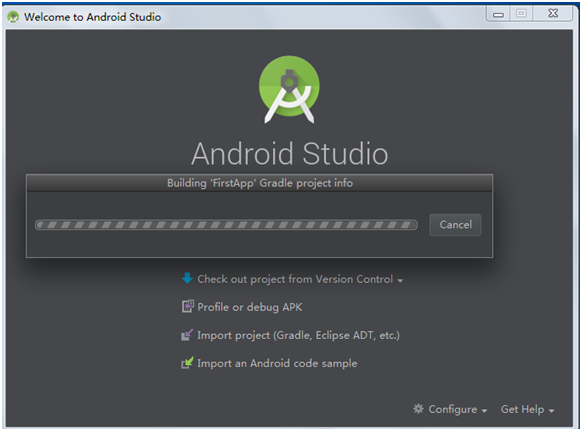 Welcome to Android Studio
Android Studio
Building 'FirstApp' Gradle project info
Cancel
Check out project from Version Control
Profile or debug APK
Import project (Gradle, Eclipse ADT, etc.)
Import an Android code sample
Configure
Get Help